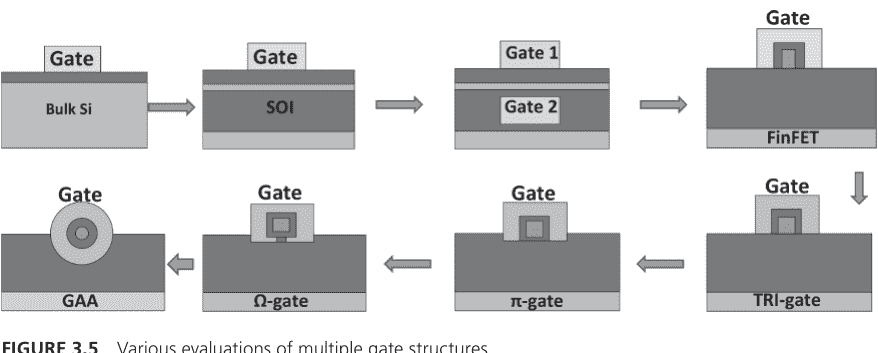 Gate
Bulk Si
Gate
SOI
Gate 1
Gate 2
Gate
FinFET
Gate
GAA
Gate
Ω-gate
Gate
π-gate
Gate
TRI-gate
FIGURE 3.5 Various evaluations of multiple gate structures